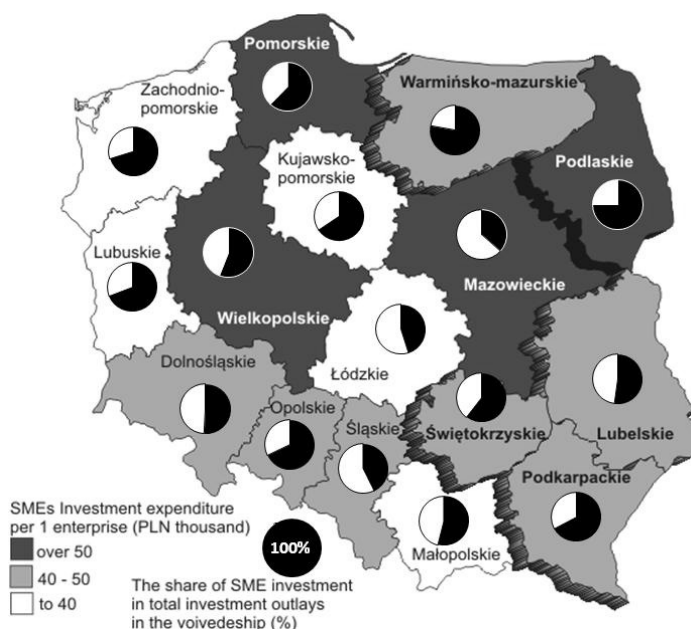 Pomorskie
Zachodnio-
pomorskie
Warmińsko-mazurskie
Kujawsko-
pomorskie
Podlaskie
Lubuskie
Mazowieckie
Wielkopolskie
Łódzkie
Dolnośląskie
Opolskie
Śląskie
Świętokrzyskie
Lubelskie
Podkarpackie
Małopolskie
SMEs Investment expenditure
per 1 enterprise (PLN thousand)
over 50
40 - 50
to 40
100%
The share of SME investment
in total investment outlays
in the voivedeship (%)